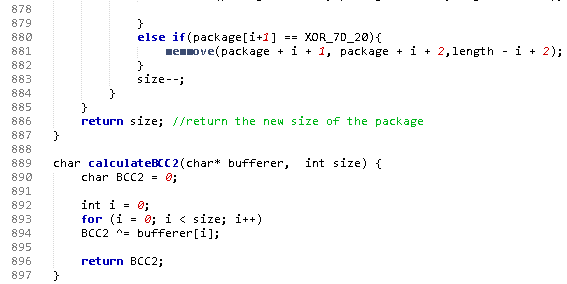 878
879 }
880 else if(package[i+1] == XOR_7D_20){
881 memmove(package + i + 1, package + i + 2,length - i + 2);
882 }
883 size--;
884 }
885 }
886 return size; //return the new size of the package
887 }
888
889 char calculateBCC2(char* bufferer, int size) {
890 char BCC2 = 0;
891
892 int i = 0;
893 for (i = 0; i < size; i++)
894 BCC2 ^= bufferer[i];
895
896 return BCC2;
897 }